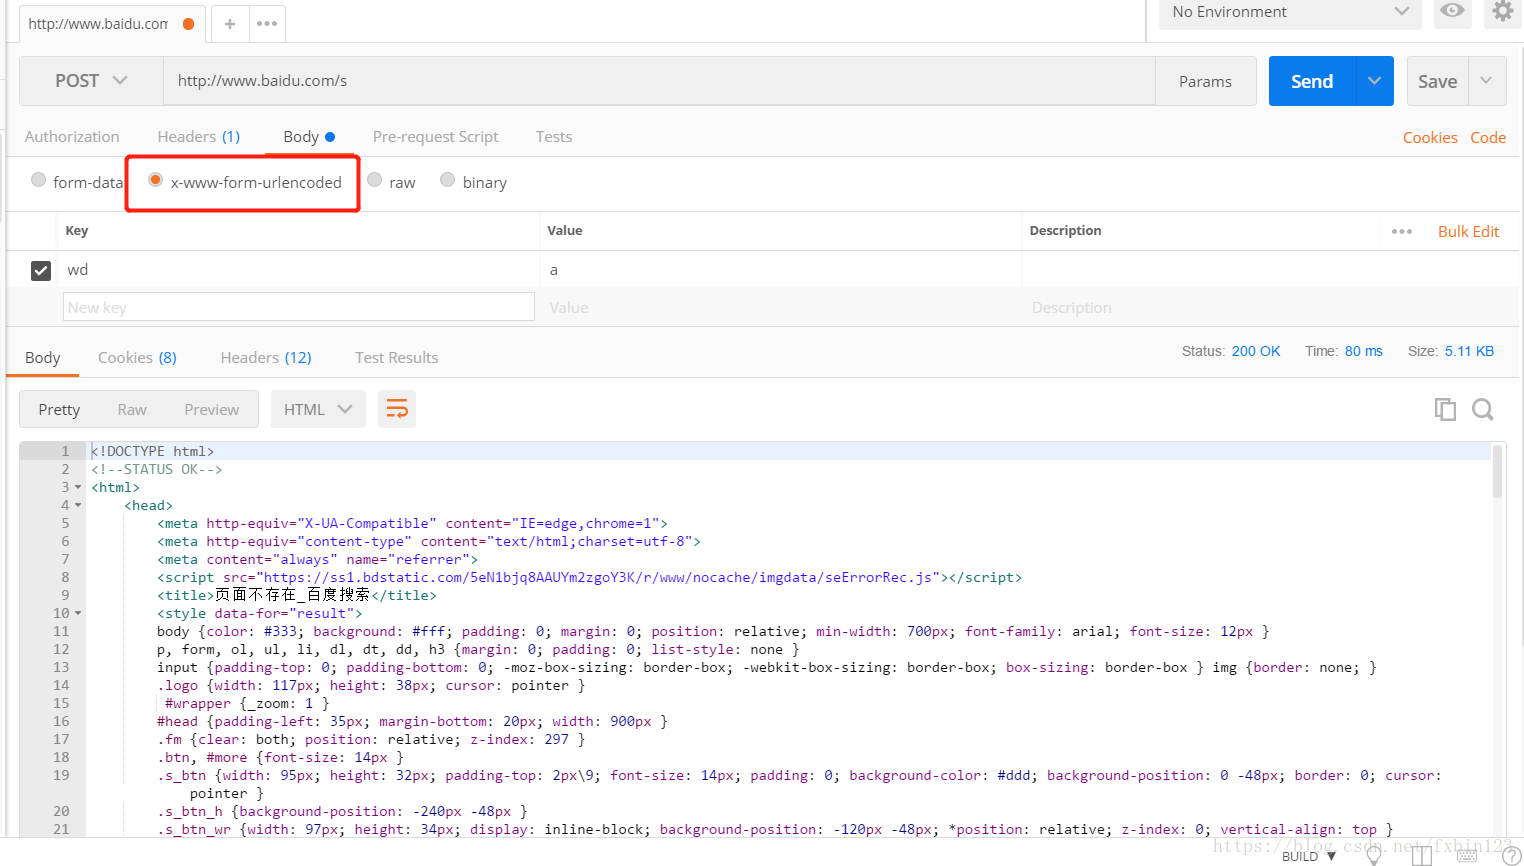 http://www.baidu.com
+
•••
No Environment
POST
http://www.baidu.com/s
Params
Send
Save
Authorization
Headers (1)
Body
Pre-request Script
Tests
Cookies
Code
form-data
x-www-form-urlencoded
raw
binary
Key
Value
Description
•••
Bulk Edit
wd
a
New key
Value
Description
Body
Cookies (8)
Headers (12)
Test Results
Status: 200 OK
Time: 80 ms
Size: 5.11 KB
Pretty
Raw
Preview
HTML
1 <!DOCTYPE html>
2 <!--STATUS OK-->
3 <html>
4 <head>
5 <meta http-equiv="X-UA-Compatible" content="IE=edge,chrome=1">
6 <meta http-equiv="content-type" content="text/html;charset=utf-8">
7 <meta content="always" name="referrer">
8 <script src="https://ss1.bdstatic.com/5eN1bjq8AAUYm2zgoY3K/r/www/nocache/imgdata/seErrorRec.js"></script>
9 <title>页面不存在_百度搜索</title>
10 <style data-for="result">
11 body {color: #333; background: #fff; padding: 0; margin: 0; position: relative; min-width: 700px; font-family: arial; font-size: 12px }
12 p, form, ol, ul, li, dl, dt, dd, h3 {margin: 0; padding: 0; list-style: none }
13 input {padding-top: 0; padding-bottom: 0; -moz-box-sizing: border-box; -webkit-box-sizing: border-box; box-sizing: border-box } img {border: none; }
14 .logo {width: 117px; height: 38px; cursor: pointer }
15 #wrapper {_zoom: 1 }
16 #head {padding-left: 35px; margin-bottom: 20px; width: 900px }
17 .fm {clear: both; position: relative; z-index: 297 }
18 .btn, #more {font-size: 14px }
19 .s_btn {width: 95px; height: 32px; padding-top: 2px\9; font-size: 14px; padding: 0; background-color: #ddd; background-position: 0 -48px; border: 0; cursor:
pointer }
20 .s_btn_h {background-position: -240px -48px }
21 .s_btn_wr {width: 97px; height: 34px; display: inline-block; background-position: -120px -48px; *position: relative; z-index: 0; vertical-align: top }
https://blog.csdn.net/fxbin123
BUILD ▼